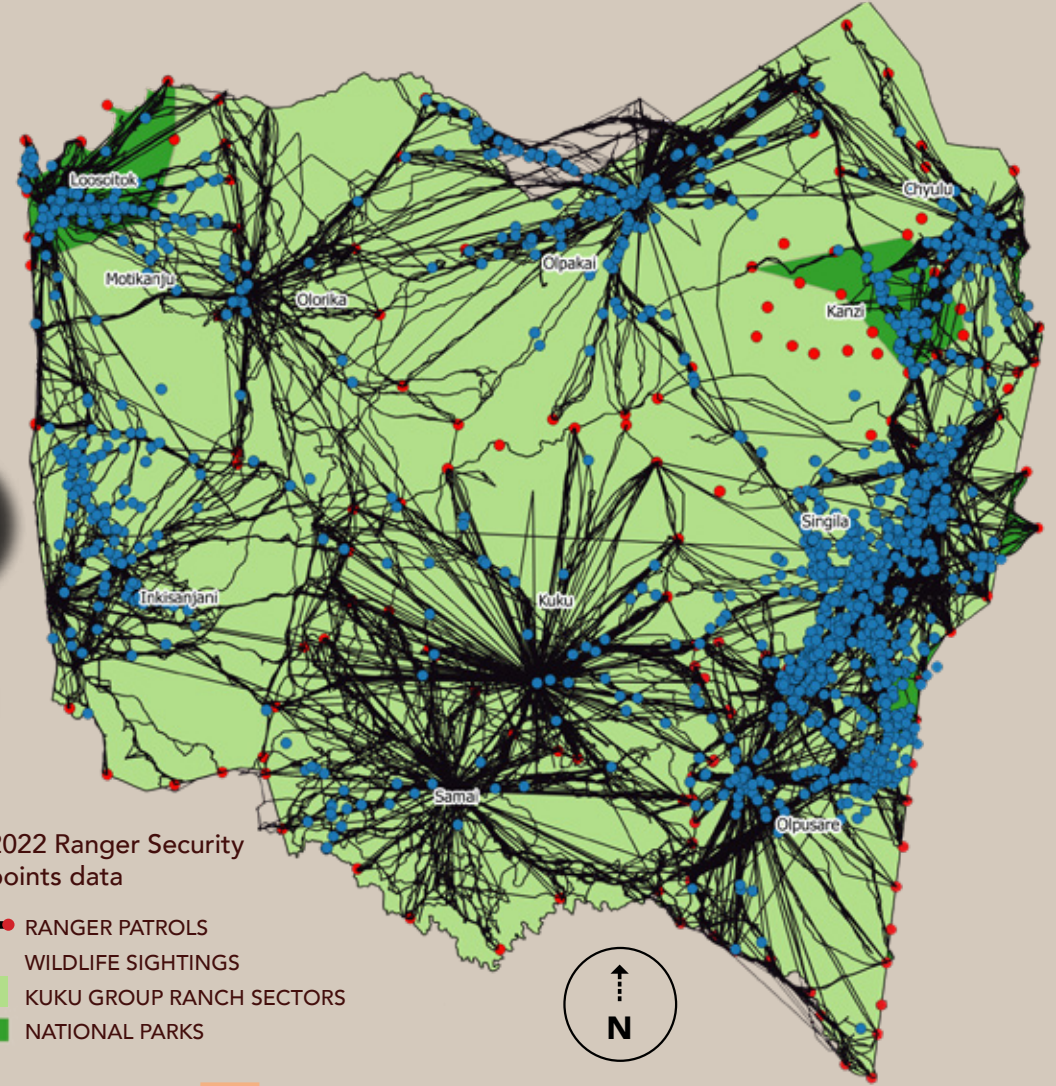 Loosoitok
Chyulu
Motikanju
Olorika
Olpakai
Kanzi
Singila
Inkisanjani
Kuku
Samai
Olpusare
2022 Ranger Security
points data
RANGER PATROLS
WILDLIFE SIGHTINGS
KUKU GROUP RANCH SECTORS
NATIONAL PARKS
N